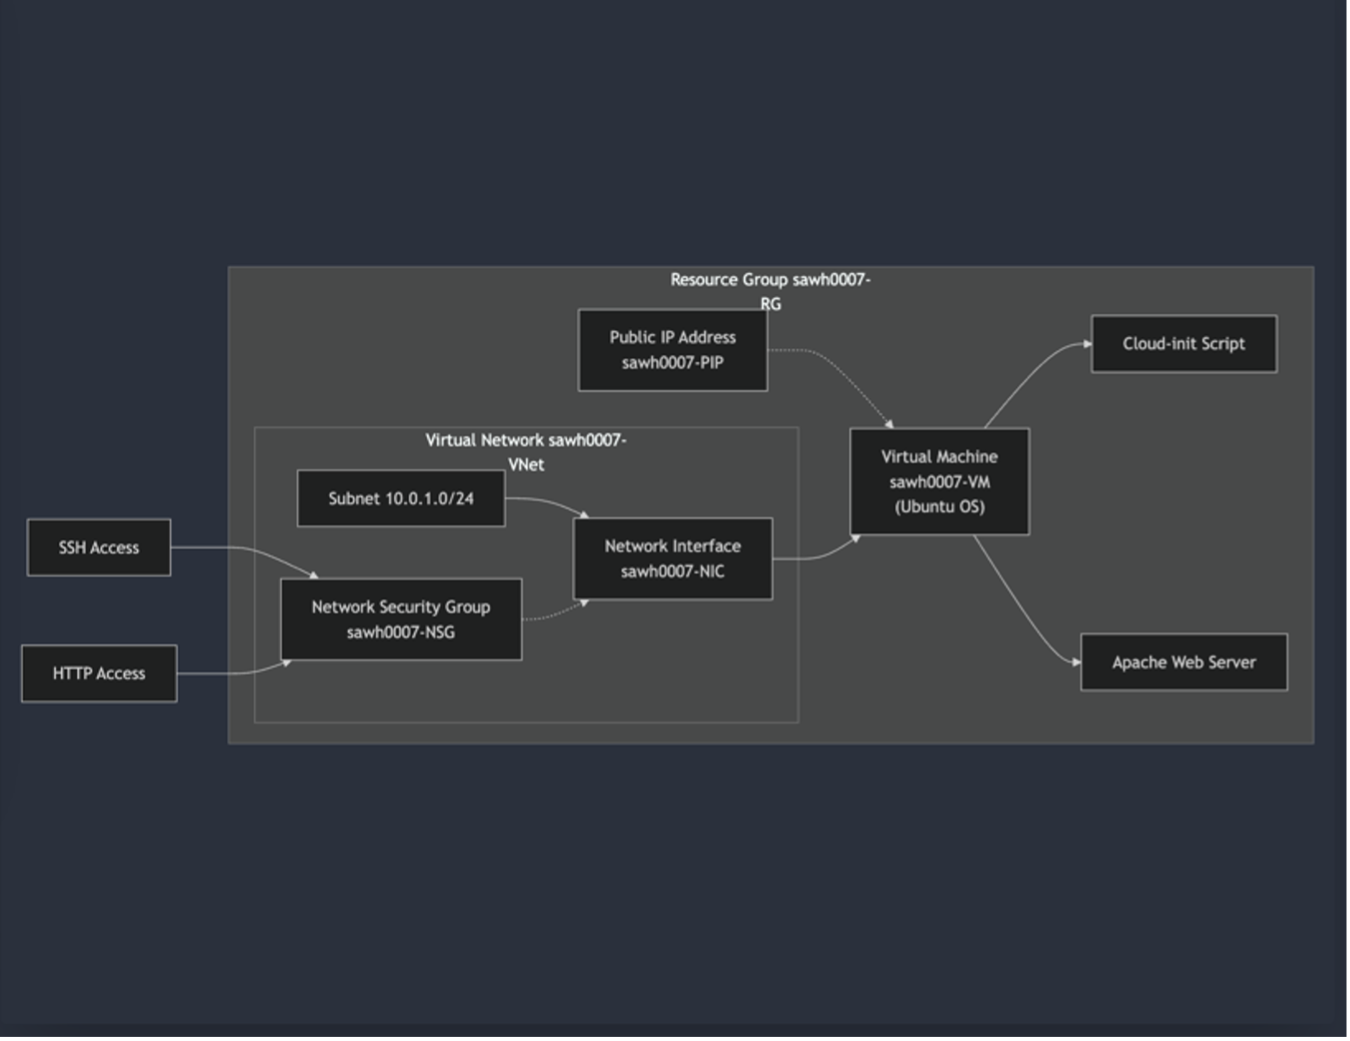 Resource Group sawh0007-
RG
Public IP Address
sawh0007-PIP
Cloud-init Script
Virtual Network sawh0007-
VNet
Subnet 10.0.1.0/24
Virtual Machine
sawh0007-VM
(Ubuntu OS)
SSH Access
Network Interface
sawh0007-NIC
Network Security Group
sawh0007-NSG
HTTP Access
Apache Web Server